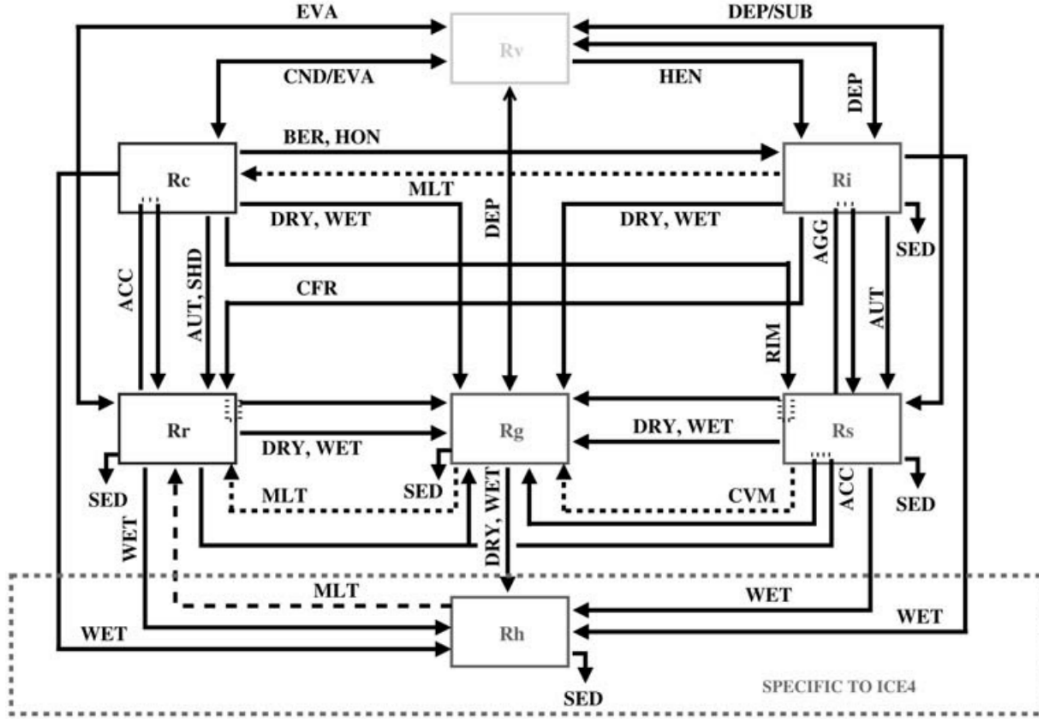 EVA
DEP/SUB
Rv
CND/EVA
HEN
DEP
BER, HON
Rc
Ri
MLT
DRY, WET
DEP
DRY, WET
SED
ACC
AUT, SHD
CFR
AGG
AUT
RIM
Rr
Rg
Rs
DRY, WET
DRY, WET
SED
MLT
SED
DRY, WET
CVM
ACC
SED
WET
MLT
WET
WET
Rh
WET
SED
SPECIFIC TO ICE4